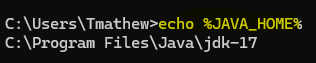 C:\Users\Tmathew>echo %JAVA_HOME%
C:\Program Files\Java\jdk-17